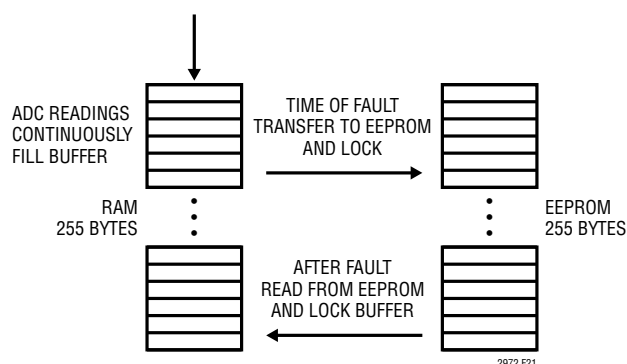 ADC READINGS
CONTINUOUSLY
FILL BUFFER
TIME OF FAULT
TRANSFER TO EEPROM
AND LOCK
RAM
255 BYTES
EEPROM
255 BYTES
AFTER FAULT
READ FROM EEPROM
AND LOCK BUFFER
2972 F21